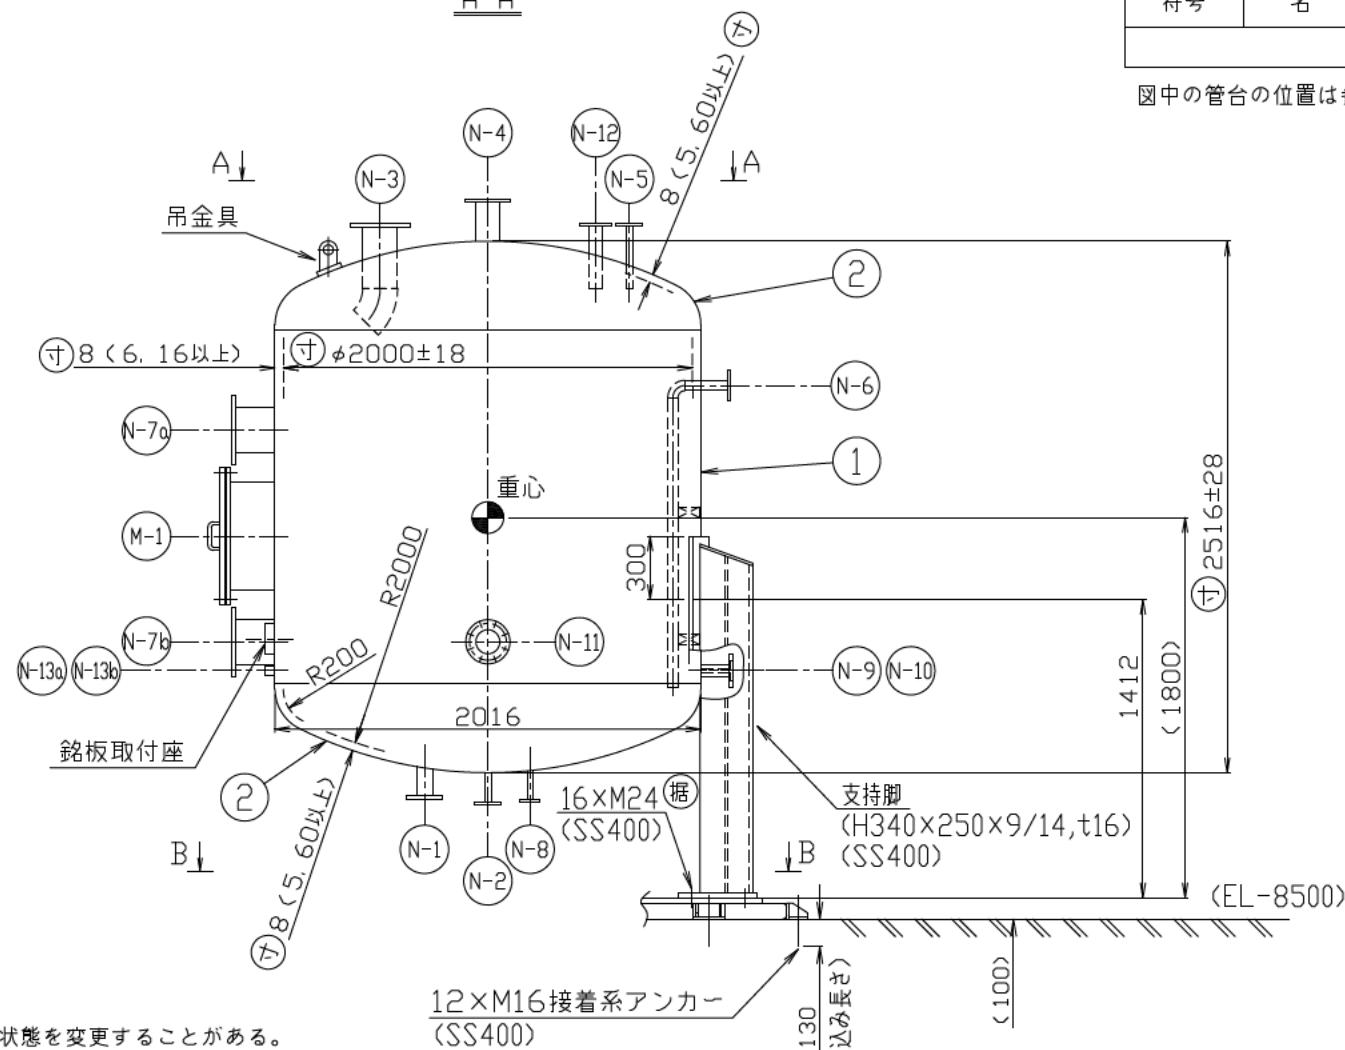 符号 名
図中の管台の位置は
A A
N-4
N-12
N-3
N-5
8(5. 60以上)
吊金具
2
寸 8(6. 16以上)
寸 φ2000±18
N-6
N-7a
1
重心
M-1
R2000
300
寸 2516±28
N-7b
N-11
N-13a N-13b
R200
N-9 N-10
1412
(1800)
2016
銘板取付座
2
16×M24 据
(SS400)
支持脚
(H340×250×9/14,t16)
(SS400)
8(5. 60以上)
N-1
N-2
N-8
B B
(EL-8500)
12×M16接着系アンカー
(SS400)
130
込み長さ)
(100)
状態を変更することがある。